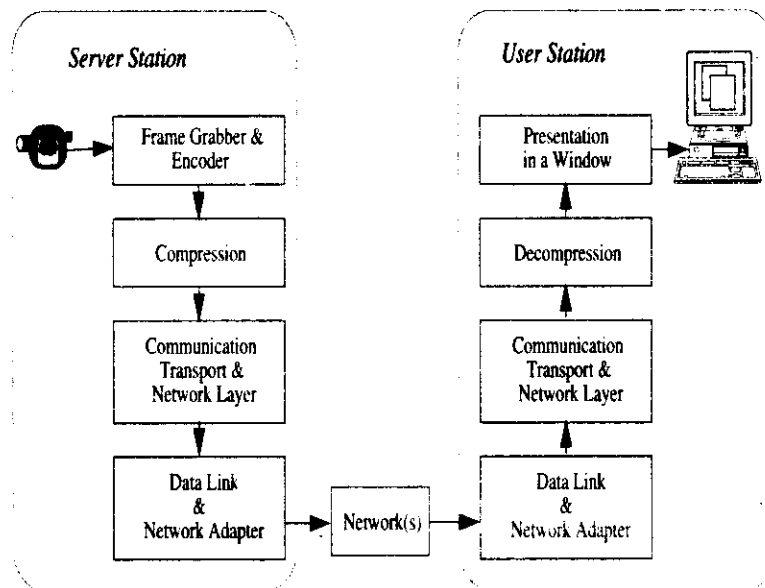 Server Station
Frame Grabber &
Encoder
Compression
Communication
Transport &
Network Layer
Data Link
&
Network Adapter
Network(s)
User Station
Presentation
in a Window
Decompression
Communication
Transport &
Network Layer
Data Link
&
Network Adapter